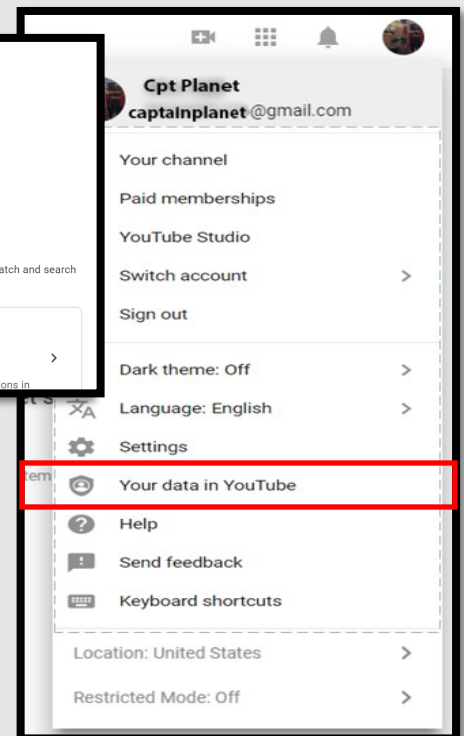 Cpt Planet
captainplanet@gmail.com
Your channel
Paid memberships
YouTube Studio
atch and search
Switch account
Sign out
ons in
Dark theme: Off
Language: English
Settings
Your data in YouTube
Help
Send feedback
Keyboard shortcuts
Location: United States
Restricted Mode: Off